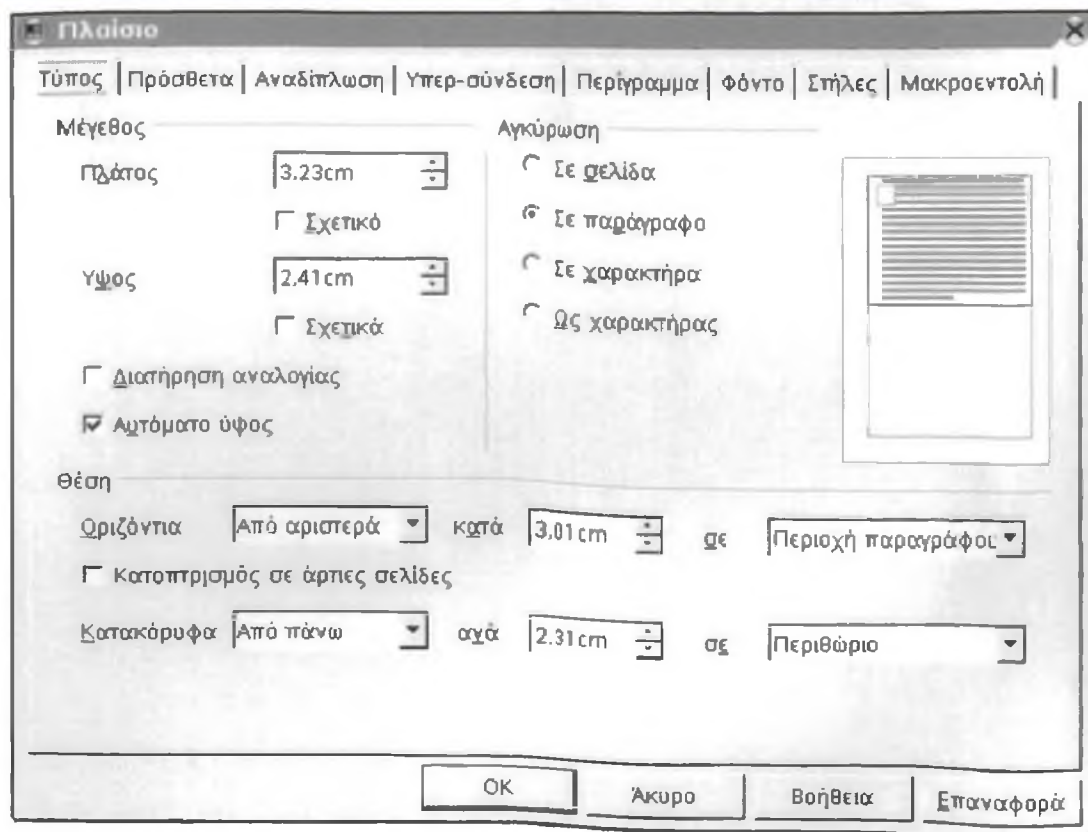 Πλαίσιο
Τύπος Πρόσθετα Αναδίπλωση Υπερ-σύνδεση Περίγραμμα Φόντο Στήλες Μακροεντολή
Μέγεθος
Πλάτος 3.23cm
Σχετικό
Υψος 2.41cm
Σχετικά
Διατήρηση αναλογίας
Αυτόματο ύψος
Αγκύρωση
Σε σελίδα
Σε παράγραφο
Σε χαρακτήρα
Ως χαρακτήρας
Θέση
Οριζόντια Από αριστερά κατά 3,01cm σε Περιοχή παραγράφου
Κατοπτρισμός σε άρτιες σελίδες
Κατακόρυφα Από πάνω ανά 2.31cm σε Περιθώριο
OK Άκυρο Βοήθεια Επαναφορά